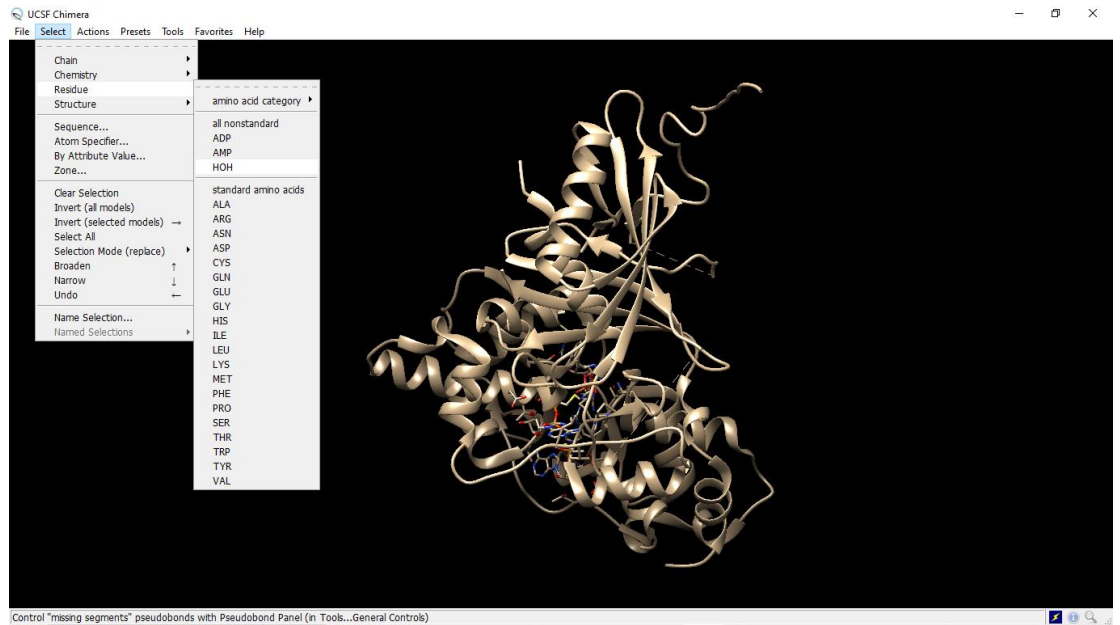 UCSF Chimera
File Select Actions Presets Tools Favorites Help
Chain
Chemistry
Residue
Structure
Sequence...
Atom Specifier...
By Attribute Value...
Zone...
Clear Selection
Invert (all models)
Invert (selected models) →
Select All
Selection Mode (replace)
Broaden ↑
Narrow ↓
Undo ←
Name Selection...
Named Selections
amino acid category
all nonstandard
ADP
AMP
HOH
standard amino acids
ALA
ARG
ASN
ASP
CYS
GLN
GLU
GLY
HIS
ILE
LEU
LYS
MET
PHE
PRO
SER
THR
TRP
TYR
VAL
Control "missing segments" pseudobonds with Pseudobond Panel (in Tools...General Controls)